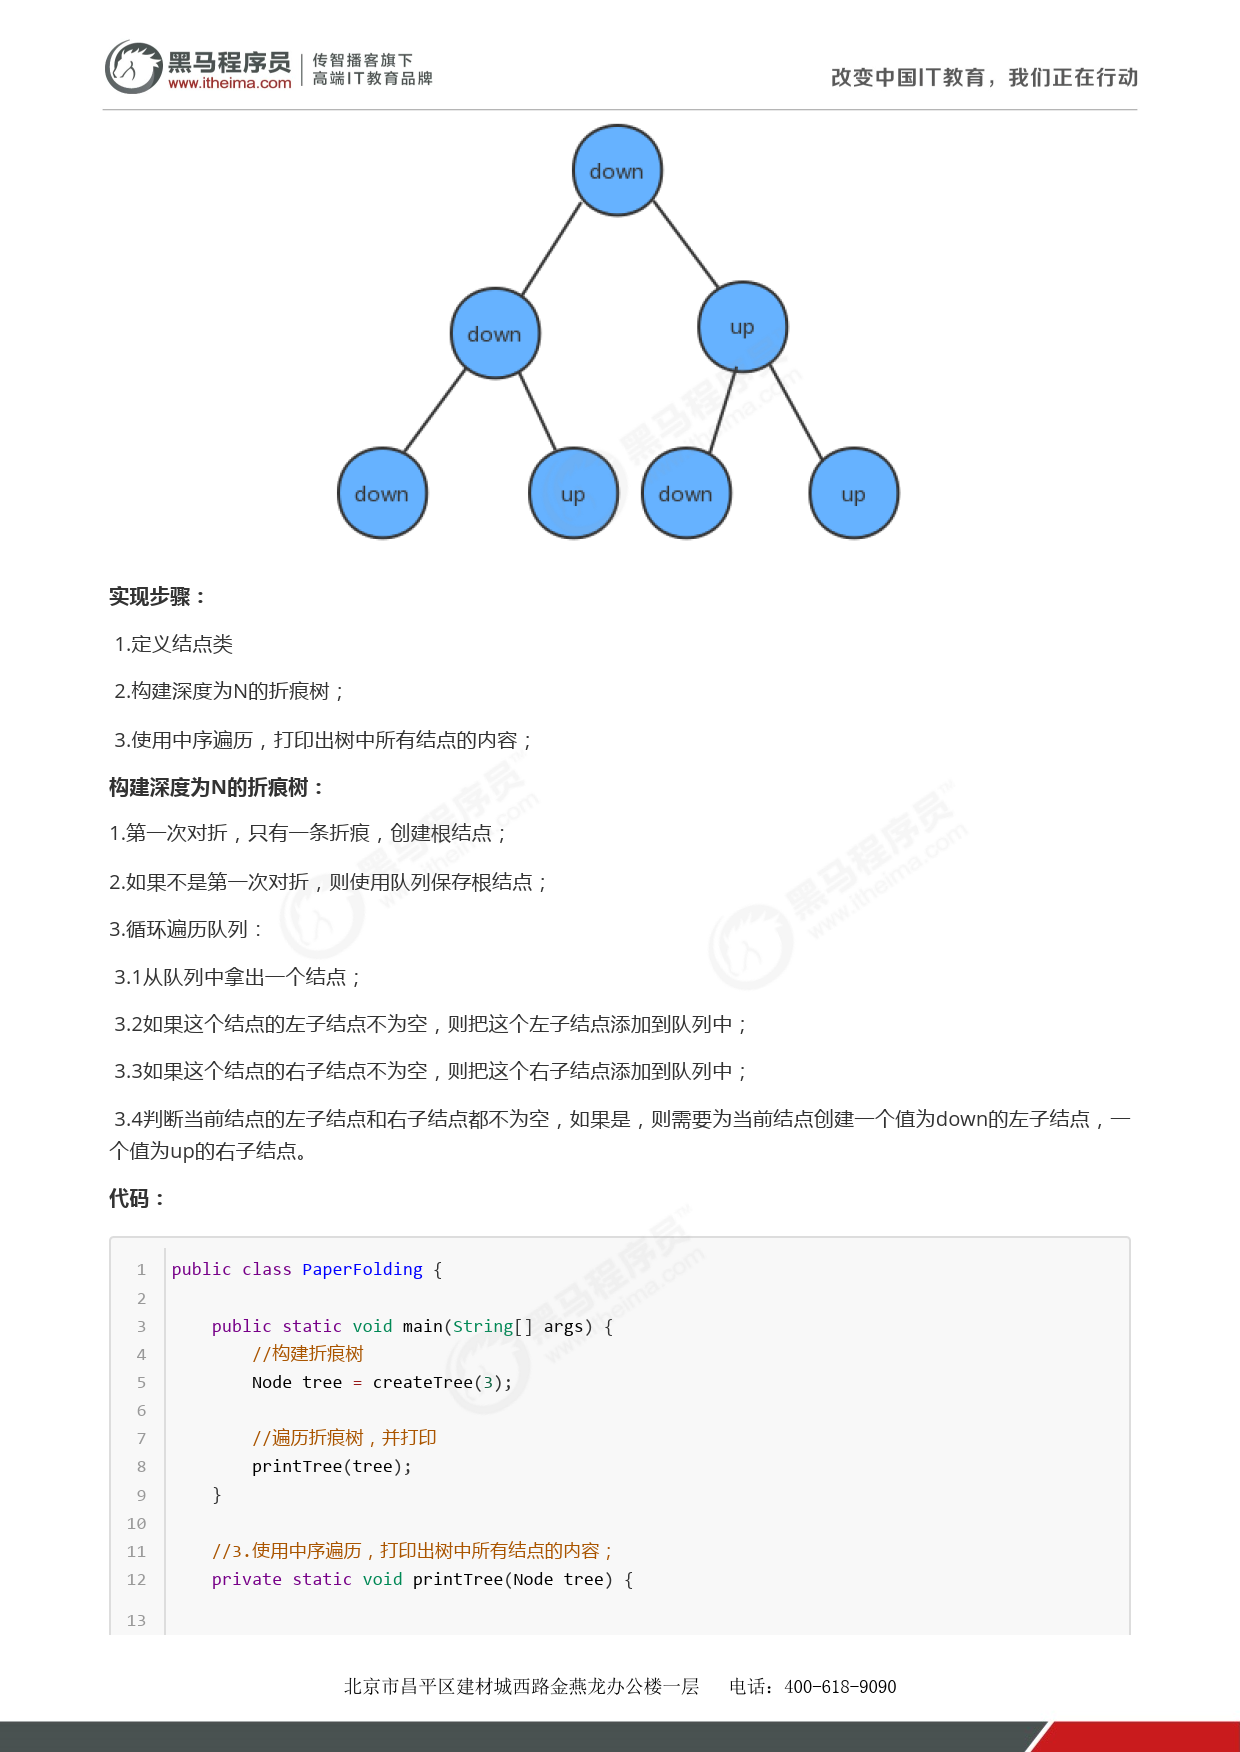 黑马程序员 传智播客旗下
www.itheima.com 高端IT教育品牌
改变中国IT教育，我们正在行动
down
down up
down up down up
实现步骤：
1.定义结点类
2.构建深度为N的折痕树；
3.使用中序遍历，打印出树中所有结点的内容；
构建深度为N的折痕树：
1.第一次对折，只有一条折痕，创建根结点；
2.如果不是第一次对折，则使用队列保存根结点；
3.循环遍历队列：
3.1从队列中拿出一个结点；
3.2如果这个结点的左子结点不为空，则把这个左子结点添加到队列中；
3.3如果这个结点的右子结点不为空，则把这个右子结点添加到队列中；
3.4判断当前结点的左子结点和右子结点都不为空，如果是，则需要为当前结点创建一个值为down的左子结点，一
个值为up的右子结点。
代码：
1 public class PaperFolding {
2
3     public static void main(String[] args) {
4         //构建折痕树
5         Node tree = createTree(3);
6
7         //遍历折痕树，并打印
8         printTree(tree);
9     }
10
11     //3.使用中序遍历，打印出树中所有结点的内容；
12     private static void printTree(Node tree) {
13
北京市昌平区建材城西路金燕龙办公楼一层 电话：400-618-9090